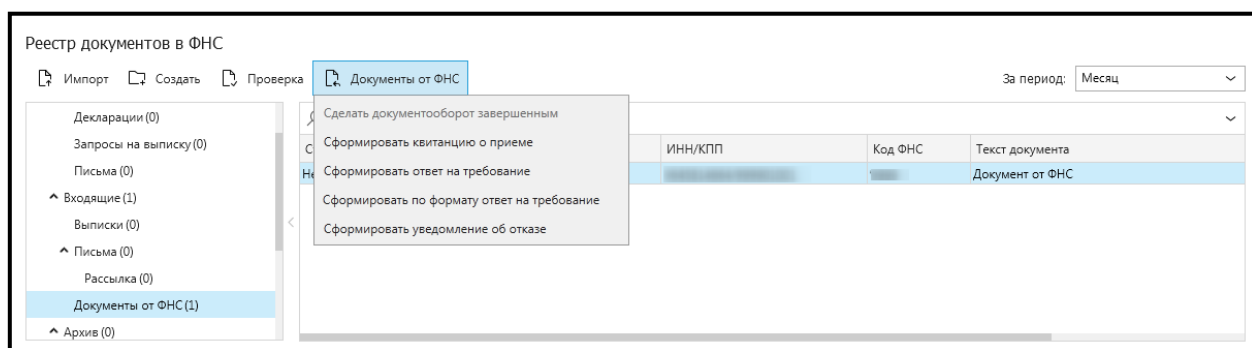 Реестр документов в ФНС
Импорт Создать Проверка Документы от ФНС За период: Месяц
Декларации (0)
Запросы на выписку (0)
Письма (0)
Входящие (1)
Выписки (0)
Письма (0)
Рассылка (0)
Документы от ФНС (1)
Архив (0)
Сделать документооборот завершенным
Сформировать квитанцию о приеме
Сформировать ответ на требование
Сформировать по формату ответ на требование
Сформировать уведомление об отказе
ИНН/КПП Код ФНС Текст документа
Документ от ФНС